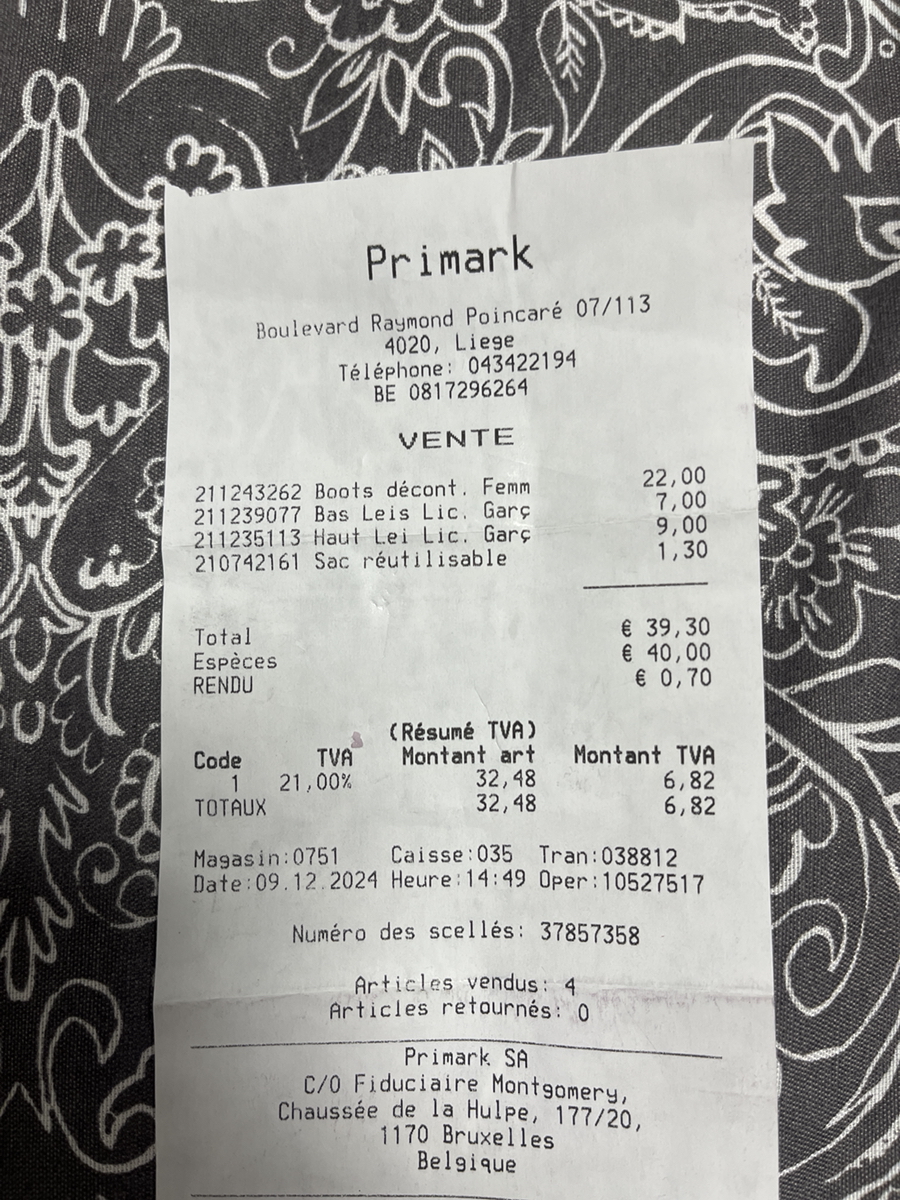 Primark
Boulevard Raymond Poincaré 07/113
4020, Liege
Téléphone: 043422194
BE 0817296264
VENTE
211243262 Boots décont. Femm 22,00
211239077 Bas Leis Lic. Garç 7,00
211235113 Haut Lei Lic. Garç 9,00
210742161 Sac réutilisable 1,30
Total € 39,30
Espèces € 40,00
RENDU € 0,70
(Résumé TVA)
Code TVA Montant art Montant TVA
1 21,00% 32,48 6,82
TOTAUX 32,48 6,82
Magasin:0751 Caisse:035 Tran:038812
Date:09.12.2024 Heure:14:49 Oper:10527517
Numéro des scellés: 37857358
Articles vendus: 4
Articles retournés: 0
Primark SA
C/O Fiduciaire Montgomery,
Chaussée de la Hulpe, 177/20,
1170 Bruxelles
Belgique